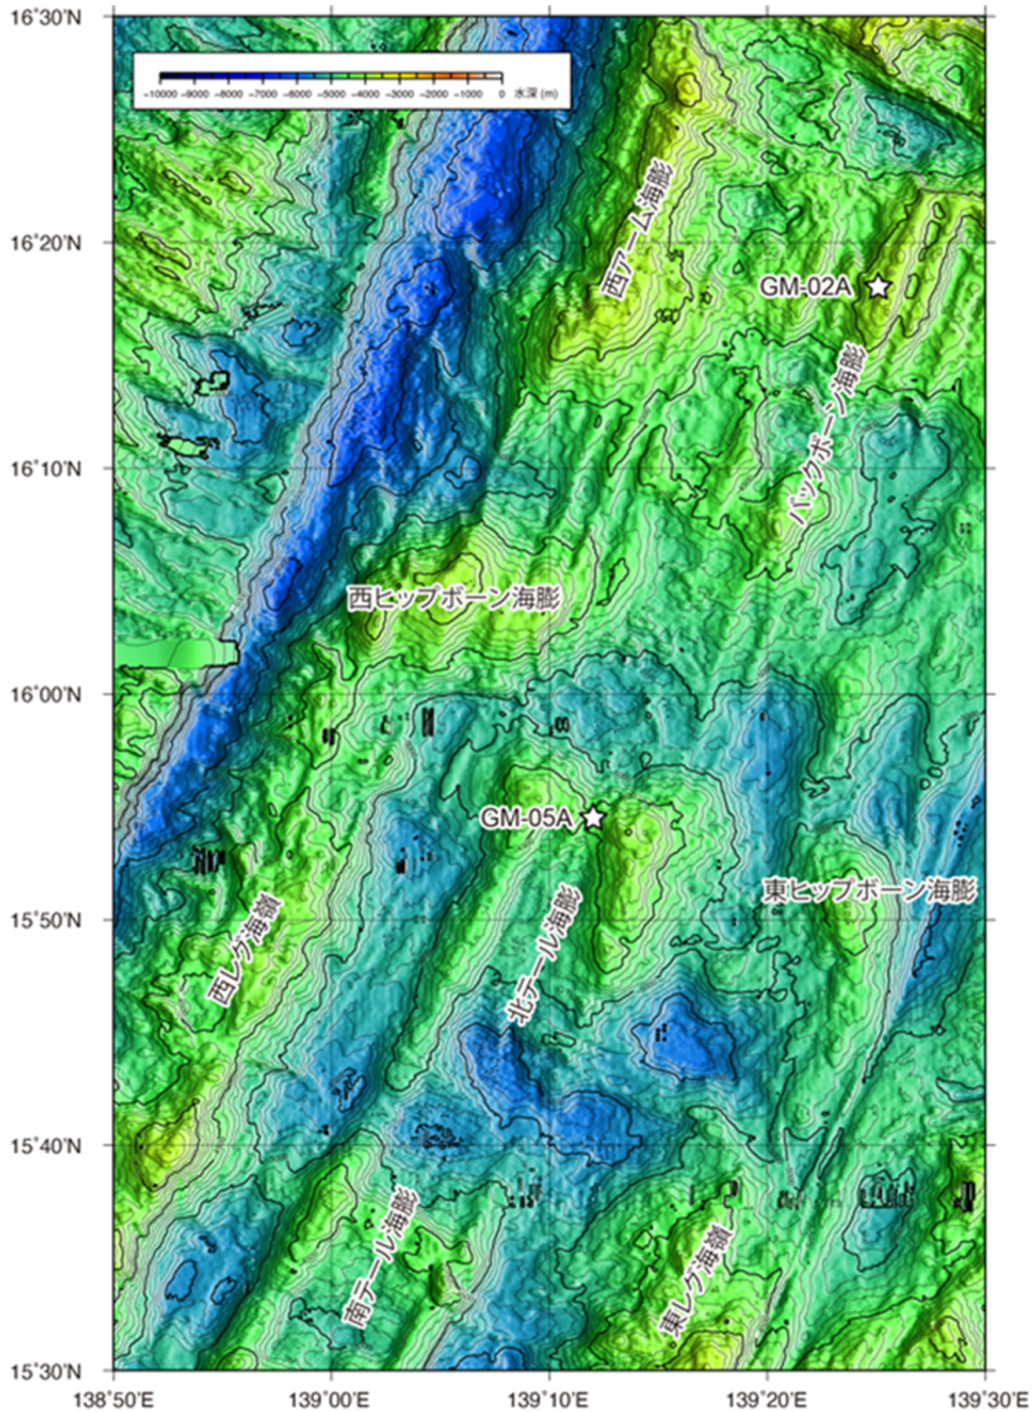 16°30'N
-10000 -9000 -8000 -7000 -6000 -5000 -4000 -3000 -2000 -1000 0 水深 (m)
西アーム海膨
16°20'N
GM-02A
バックボーン海膨
16°10'N
西ヒップボーン海膨
16°00'N
GM-05A
東ヒップボーン海膨
15°50'N
西レグ海嶺
北テール海膨
15°40'N
南テール海膨
東レグ海嶺
15°30'N
138°50'E 139°00'E 139°10'E 139°20'E 139°30'E